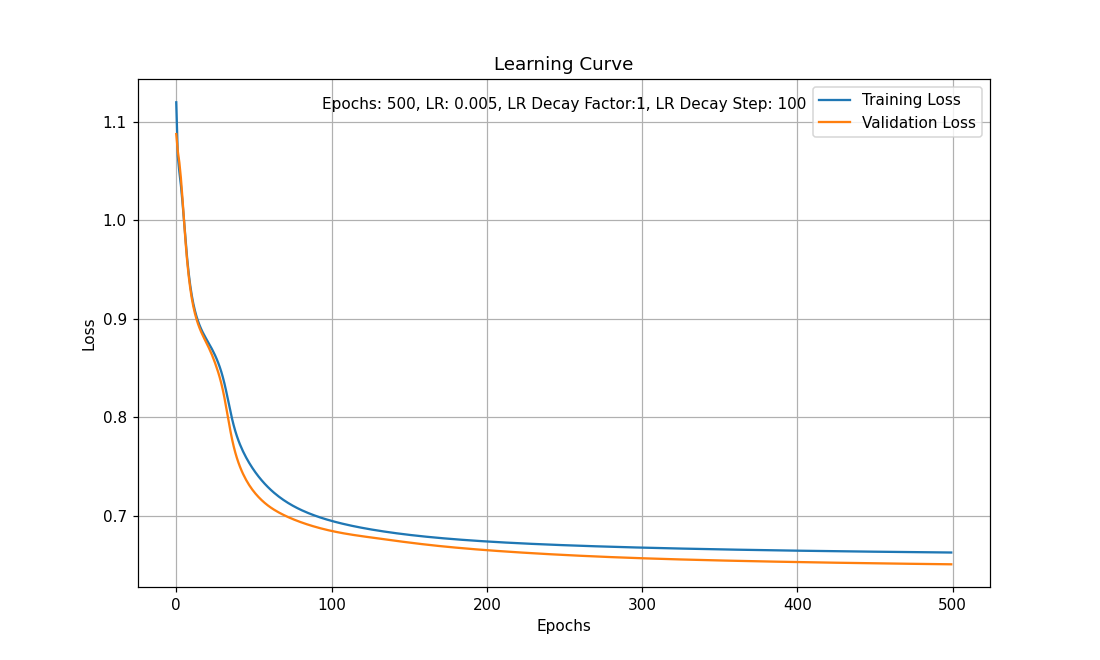 Learning Curve
Epochs: 500, LR: 0.005, LR Decay Factor:1, LR Decay Step: 100
Training Loss
Validation Loss
1.1
1.0
0.9
0.8
0.7
Loss
0 100 200 300 400 500
Epochs